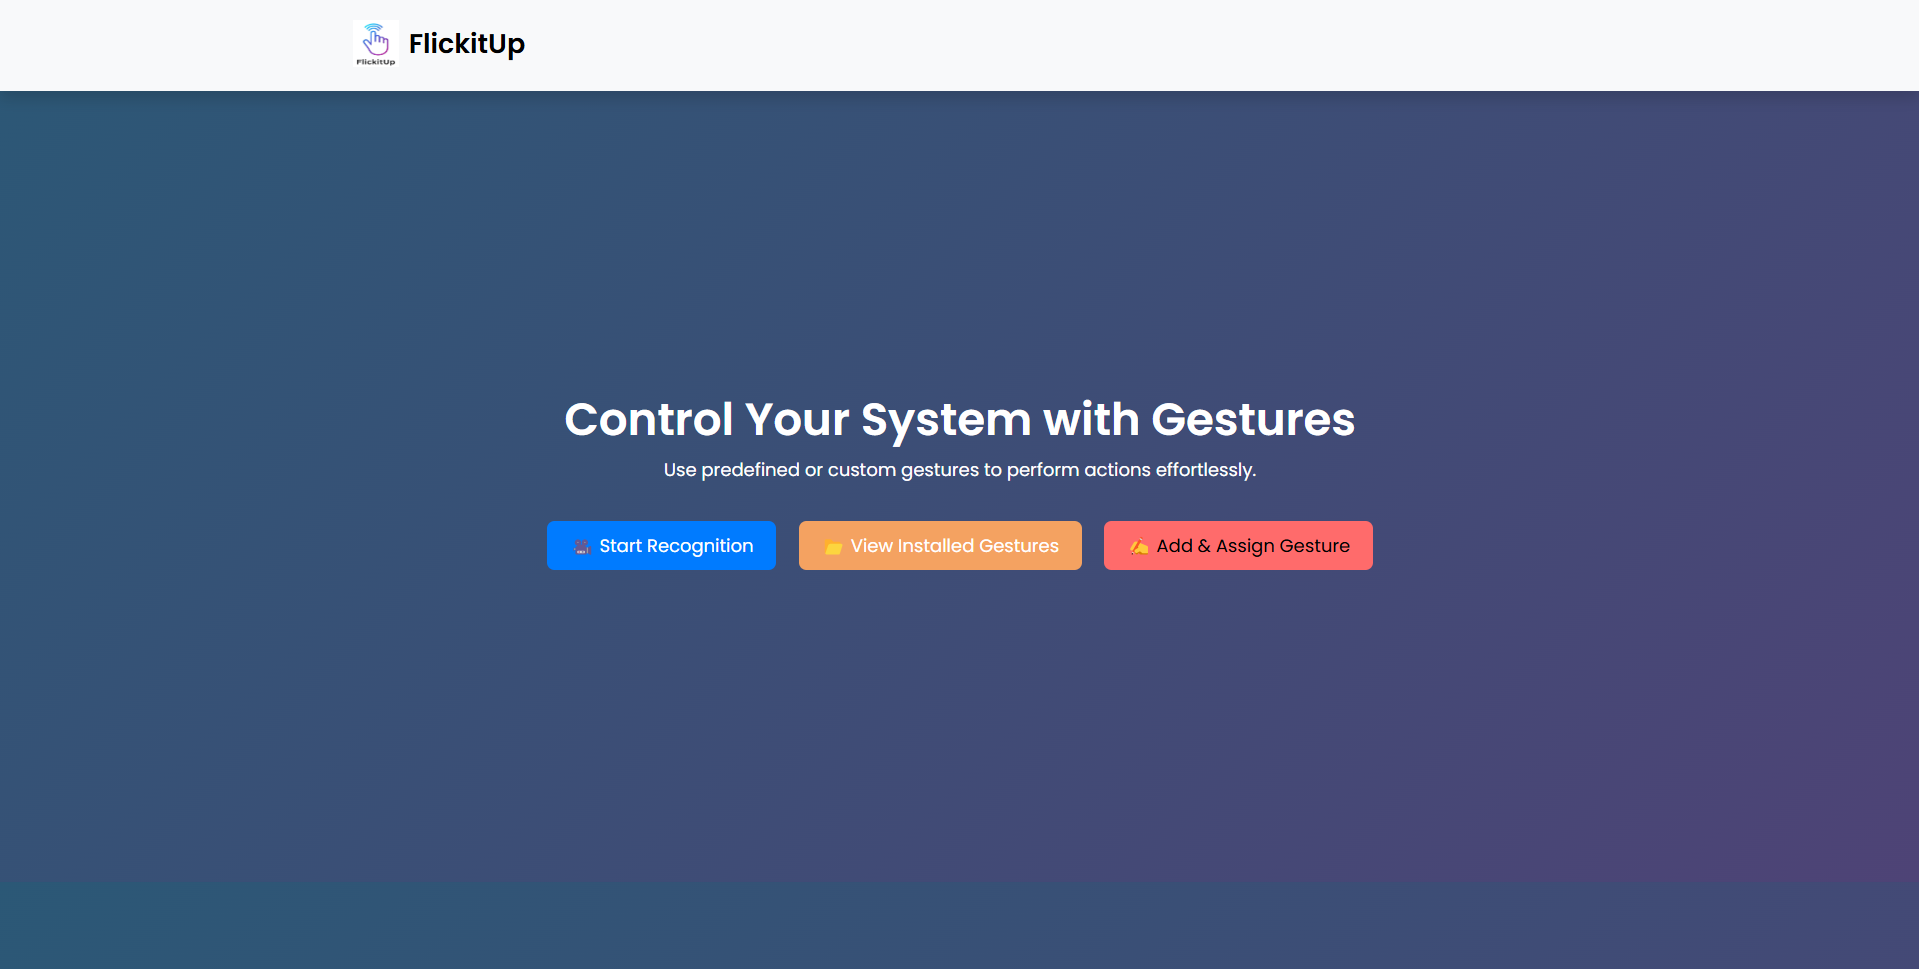 FlickitUp
FlickitUp
Control Your System with Gestures
Use predefined or custom gestures to perform actions effortlessly.
Start Recognition
View Installed Gestures
Add & Assign Gesture